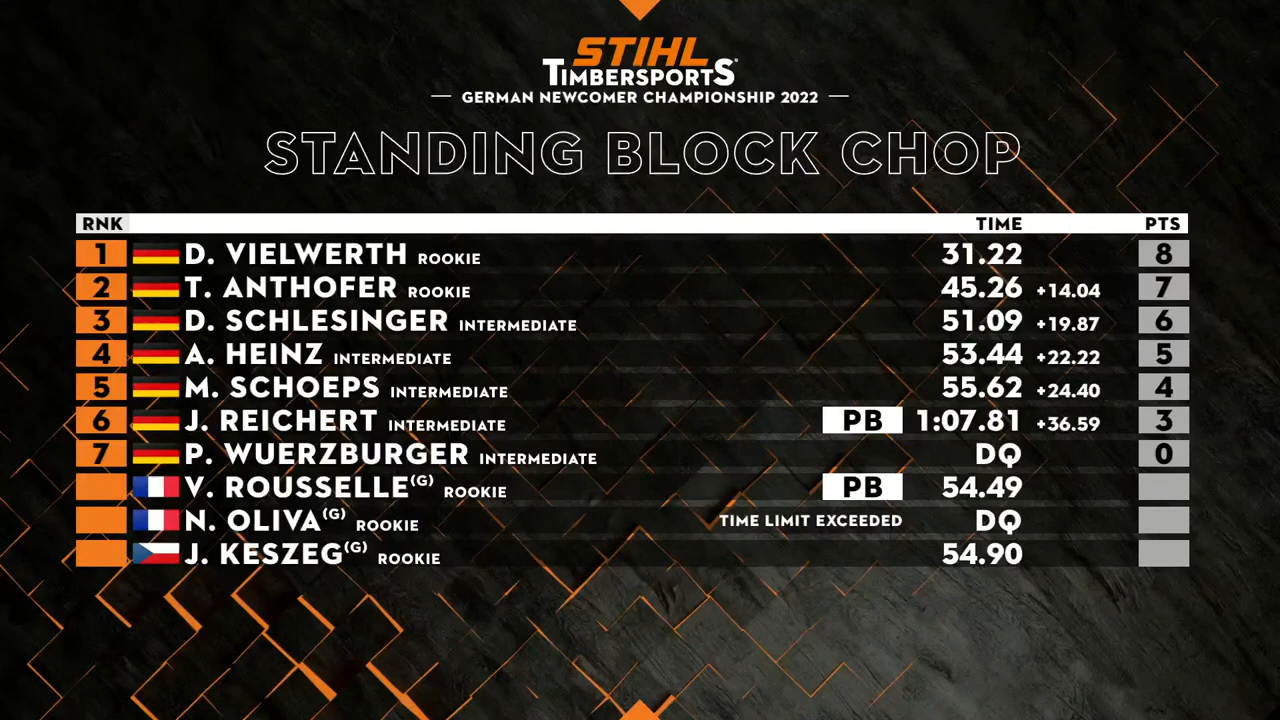 STIHL
TIMBERSPORTS®
GERMAN NEWCOMER CHAMPIONSHIP 2022
STANDING BLOCK CHOP
RNK TIME PTS
1 D. VIELWERTH ROOKIE 31.22 8
2 T. ANTHOFER ROOKIE 45.26 +14.04 7
3 D. SCHLESINGER INTERMEDIATE 51.09 +19.87 6
4 A. HEINZ INTERMEDIATE 53.44 +22.22 5
5 M. SCHOEPS INTERMEDIATE 55.62 +24.40 4
6 J. REICHERT INTERMEDIATE PB 1:07.81 +36.59 3
7 P. WUERZBURGER INTERMEDIATE DQ 0
V. ROUSSELLE(G) ROOKIE PB 54.49
N. OLIVA(G) ROOKIE TIME LIMIT EXCEEDED DQ
J. KESZEG(G) ROOKIE 54.90